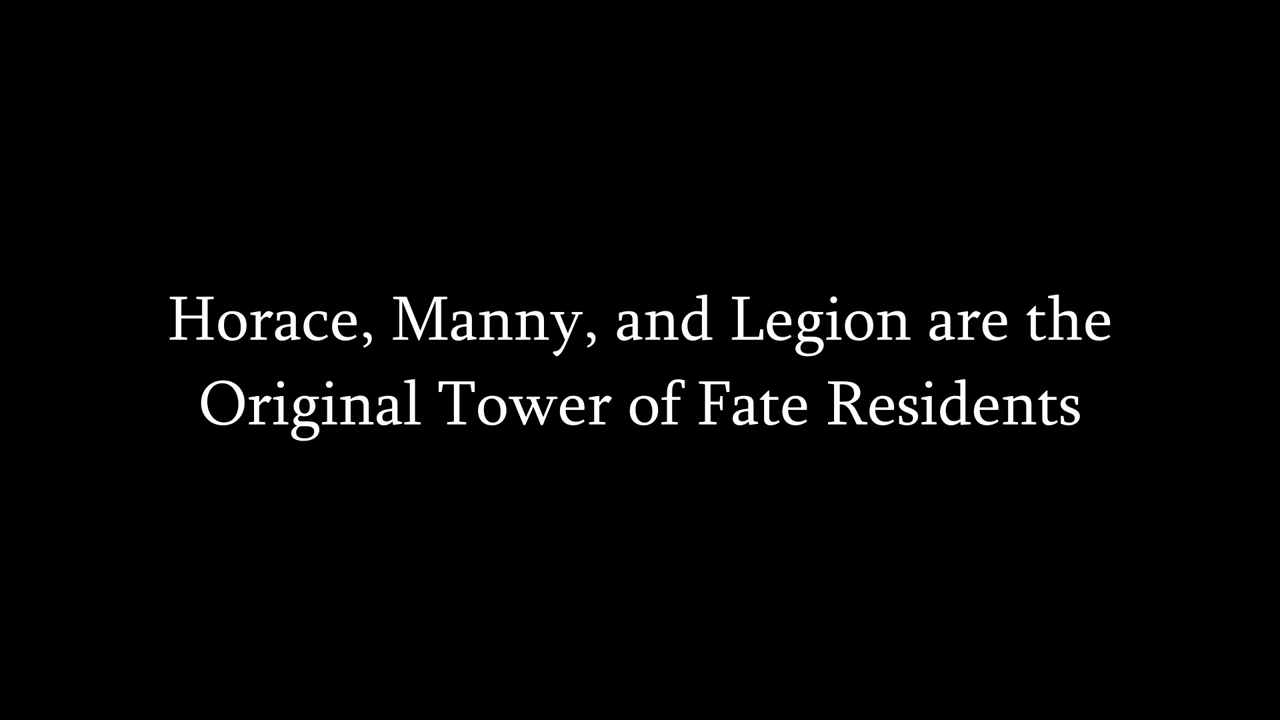 Horace, Manny, and Legion are the
Original Tower of Fate Residents